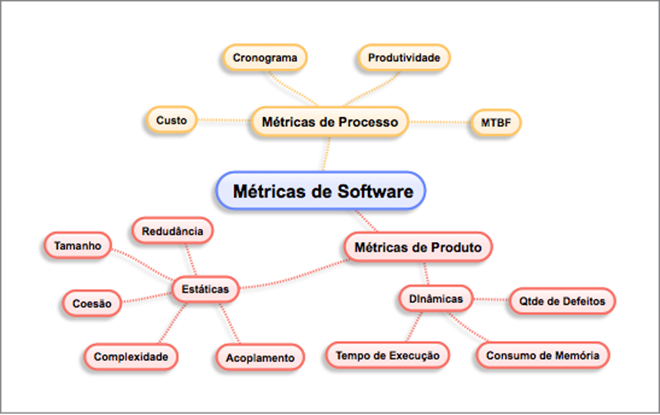 Cronograma
Produtividade
Custo
Métricas de Processo
MTBF
Métricas de Software
Redudância
Tamanho
Métricas de Produto
Estáticas
DInâmicas
Qtde de Defeitos
Coesão
Complexidade
Acoplamento
Tempo de Execução
Consumo de Memória